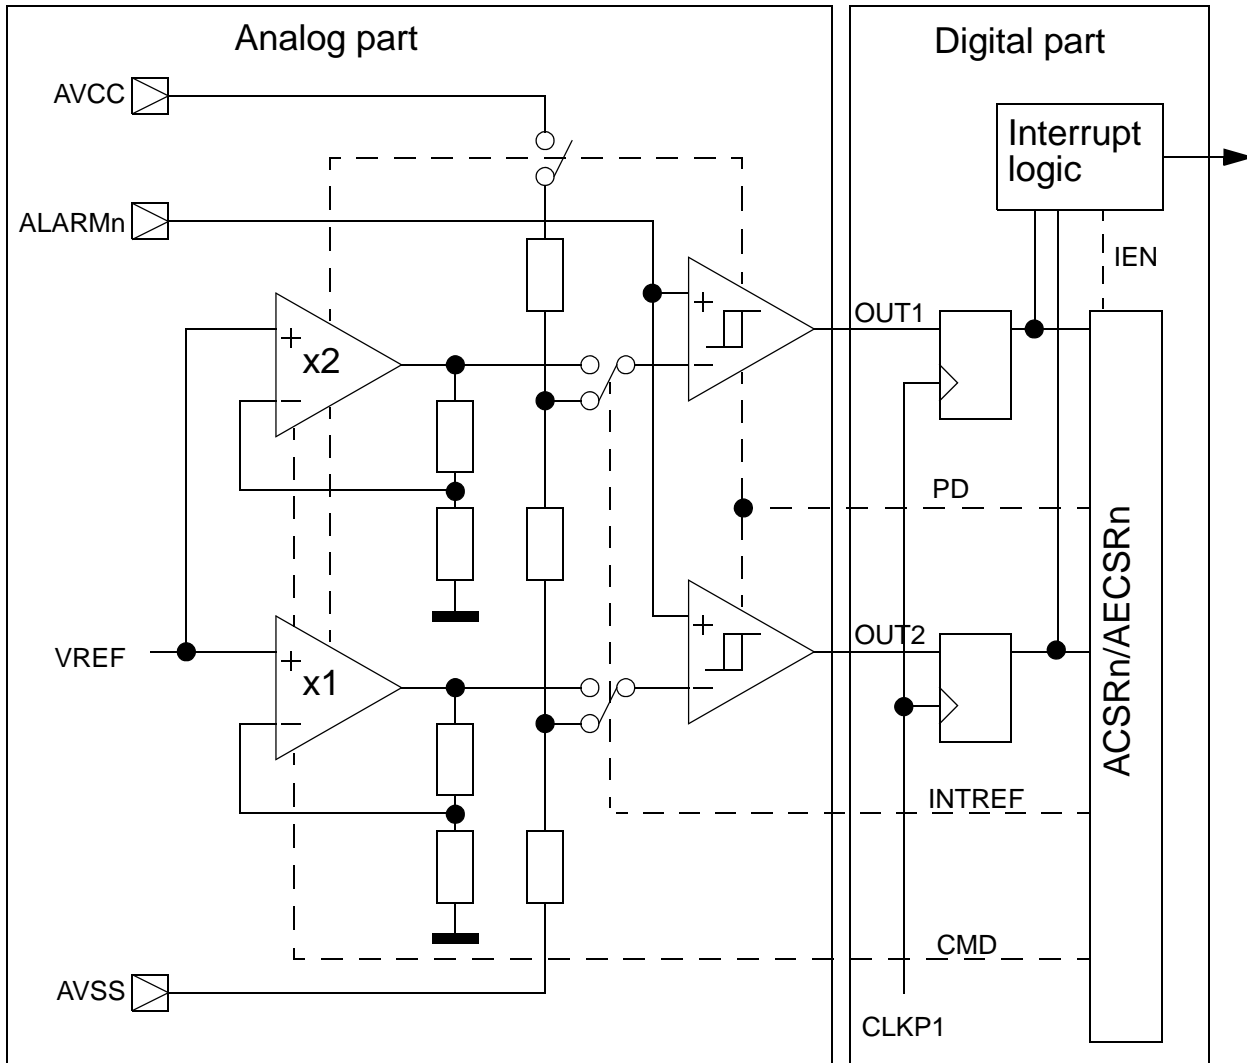 Analog part
Digital part
AVCC
Interrupt
logic
ALARMn
IEN
+
+
OUT1
x2
−
−
PD
ACSRn/AECSRn
+
OUT2
VREF
+
x1
−
−
INTREF
CMD
AVSS
CLKP1